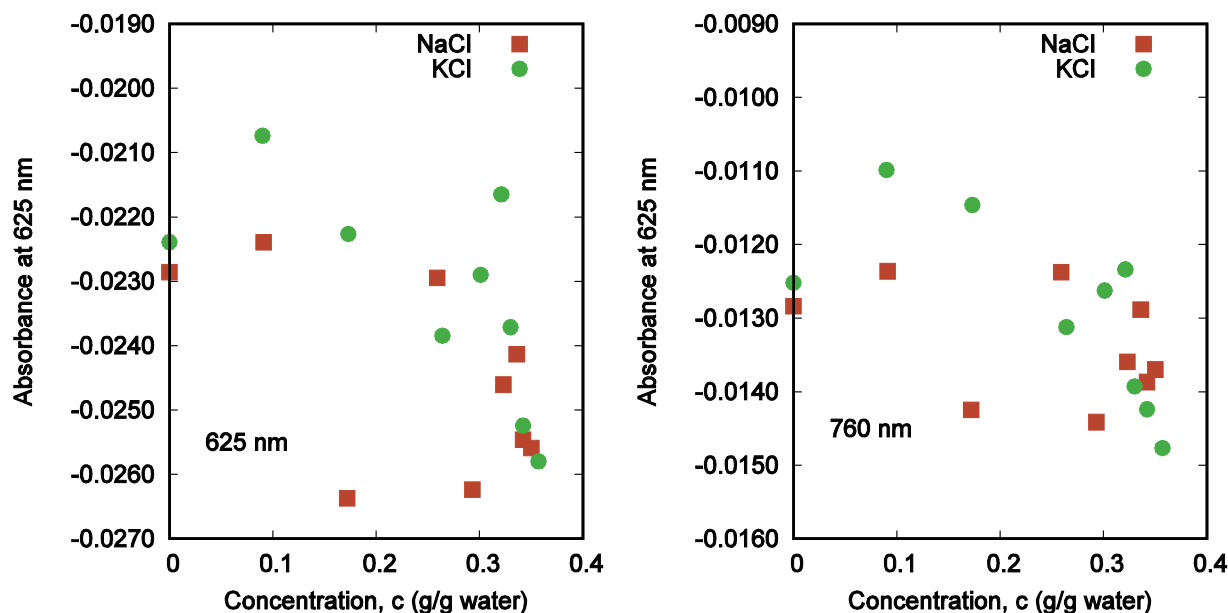 -0.0190
-0.0200
-0.0210
-0.0220
-0.0230
-0.0240
-0.0250
-0.0260
-0.0270
Absorbance at 625 nm
NaCl
KCl
625 nm
0 0.1 0.2 0.3 0.4
Concentration, c (g/g water)
-0.0090
-0.0100
-0.0110
-0.0120
-0.0130
-0.0140
-0.0150
-0.0160
Absorbance at 625 nm
NaCl
KCl
760 nm
0 0.1 0.2 0.3 0.4
Concentration, c (g/g water)